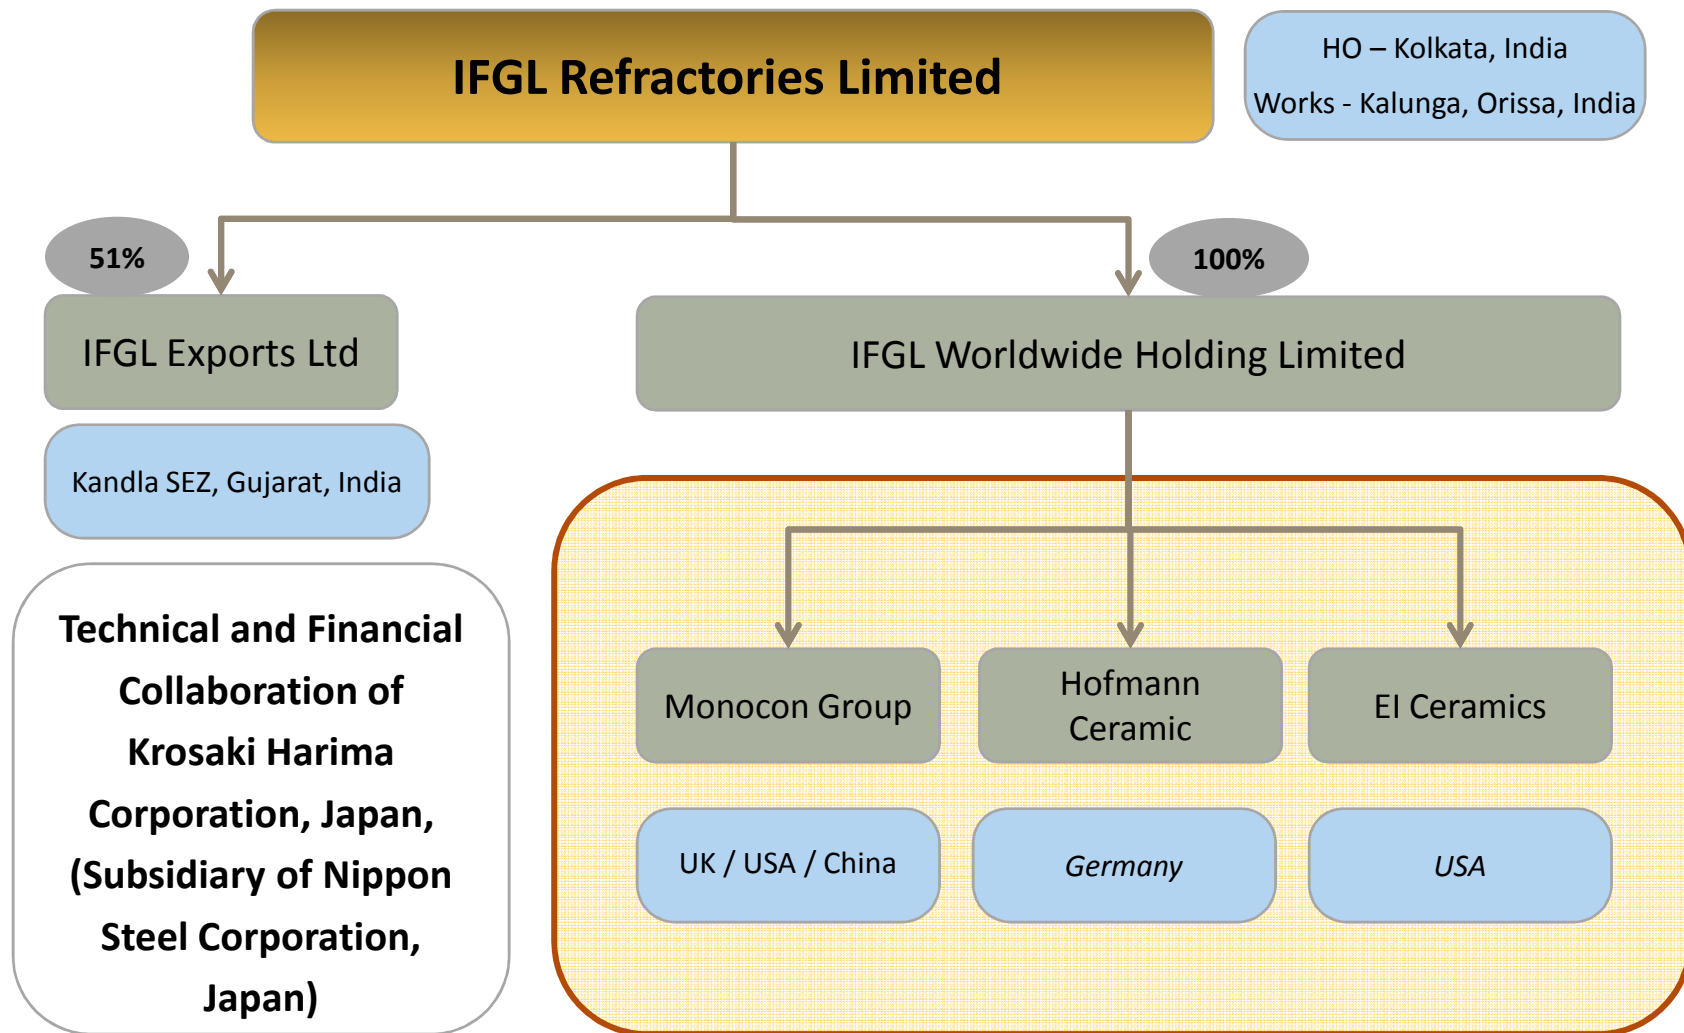 IFGL Refractories Limited
HO – Kolkata, India
Works - Kalunga, Orissa, India
51%
100%
IFGL Exports Ltd
IFGL Worldwide Holding Limited
Kandla SEZ, Gujarat, India
Technical and Financial
Collaboration of
Krosaki Harima
Corporation, Japan,
(Subsidiary of Nippon
Steel Corporation,
Japan)
Monocon Group
Hofmann
Ceramic
EI Ceramics
UK / USA / China
Germany
USA